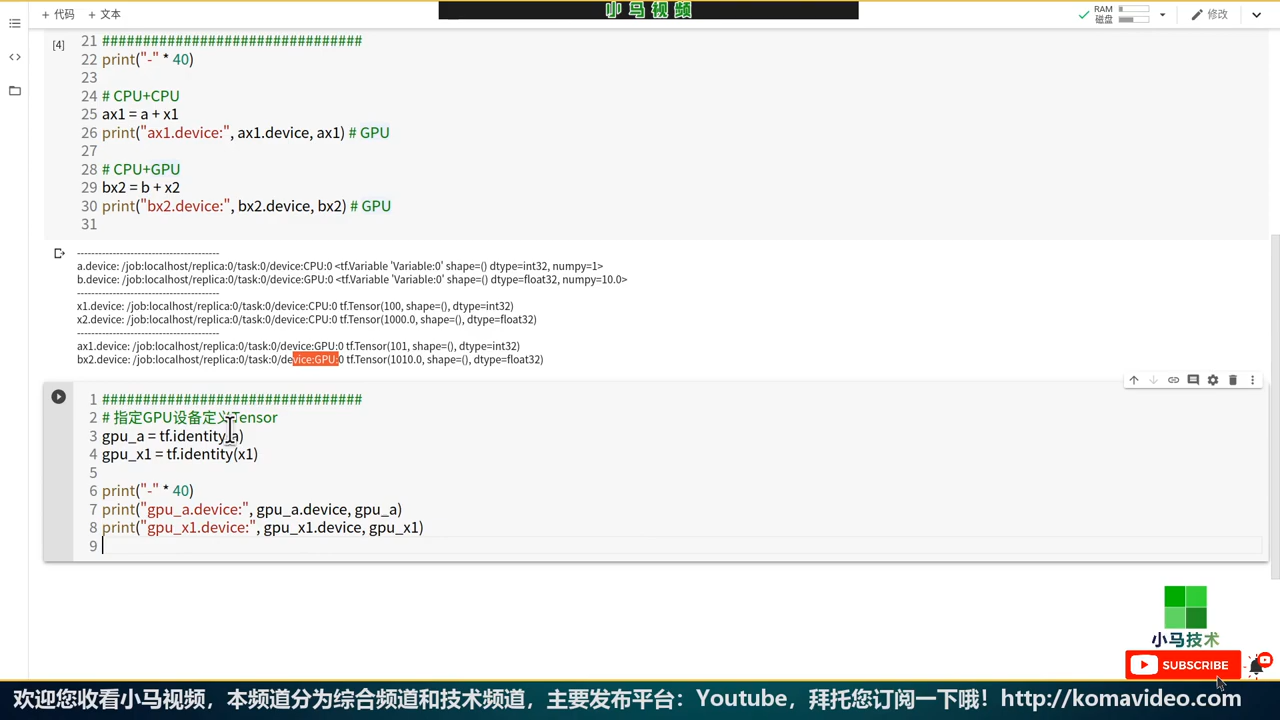 小马视频
+ 代码 + 文本
RAM
磁盘
修改
[4]
21 ################################
22 print("-" * 40)
23
24 # CPU+CPU
25 ax1 = a + x1
26 print("ax1.device:", ax1.device, ax1) # GPU
27
28 # CPU+GPU
29 bx2 = b + x2
30 print("bx2.device:", bx2.device, bx2) # GPU
31
----------------------------------------
a.device: /job:localhost/replica:0/task:0/device:CPU:0 <tf.Variable 'Variable:0' shape=() dtype=int32, numpy=1>
b.device: /job:localhost/replica:0/task:0/device:GPU:0 <tf.Variable 'Variable:0' shape=() dtype=float32, numpy=10.0>
----------------------------------------
x1.device: /job:localhost/replica:0/task:0/device:CPU:0 tf.Tensor(100, shape=(), dtype=int32)
x2.device: /job:localhost/replica:0/task:0/device:CPU:0 tf.Tensor(1000.0, shape=(), dtype=float32)
----------------------------------------
ax1.device: /job:localhost/replica:0/task:0/device:GPU:0 tf.Tensor(101, shape=(), dtype=int32)
bx2.device: /job:localhost/replica:0/task:0/device:GPU:0 tf.Tensor(1010.0, shape=(), dtype=float32)
1 ################################
2 # 指定GPU设备定义Tensor
3 gpu_a = tf.identity(a)
4 gpu_x1 = tf.identity(x1)
5
6 print("-" * 40)
7 print("gpu_a.device:", gpu_a.device, gpu_a)
8 print("gpu_x1.device:", gpu_x1.device, gpu_x1)
9
小马技术
SUBSCRIBE
欢迎您收看小马视频，本频道分为综合频道和技术频道，主要发布平台：Youtube，拜托您订阅一下哦！http://komavideo.com